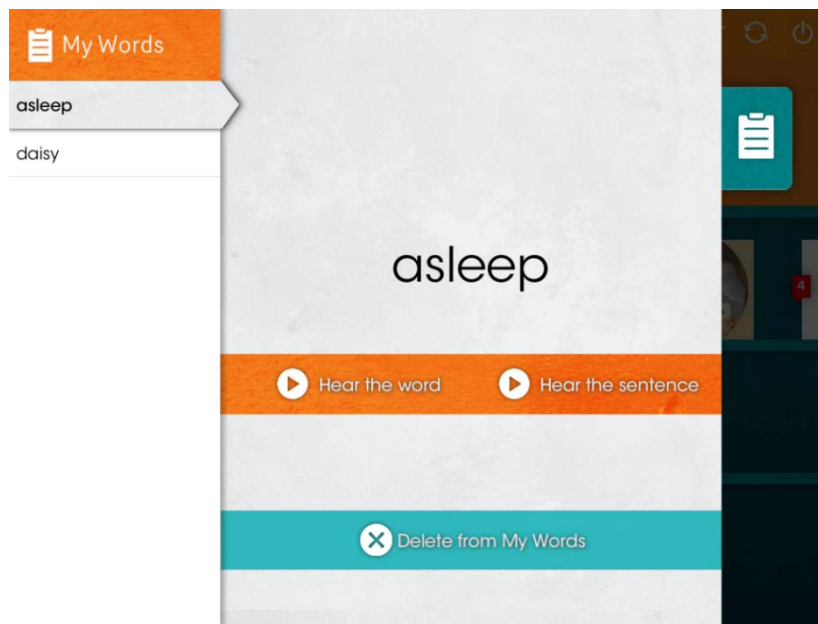 My Words
asleep
daisy
asleep
Hear the word
Hear the sentence
Delete from My Words
4